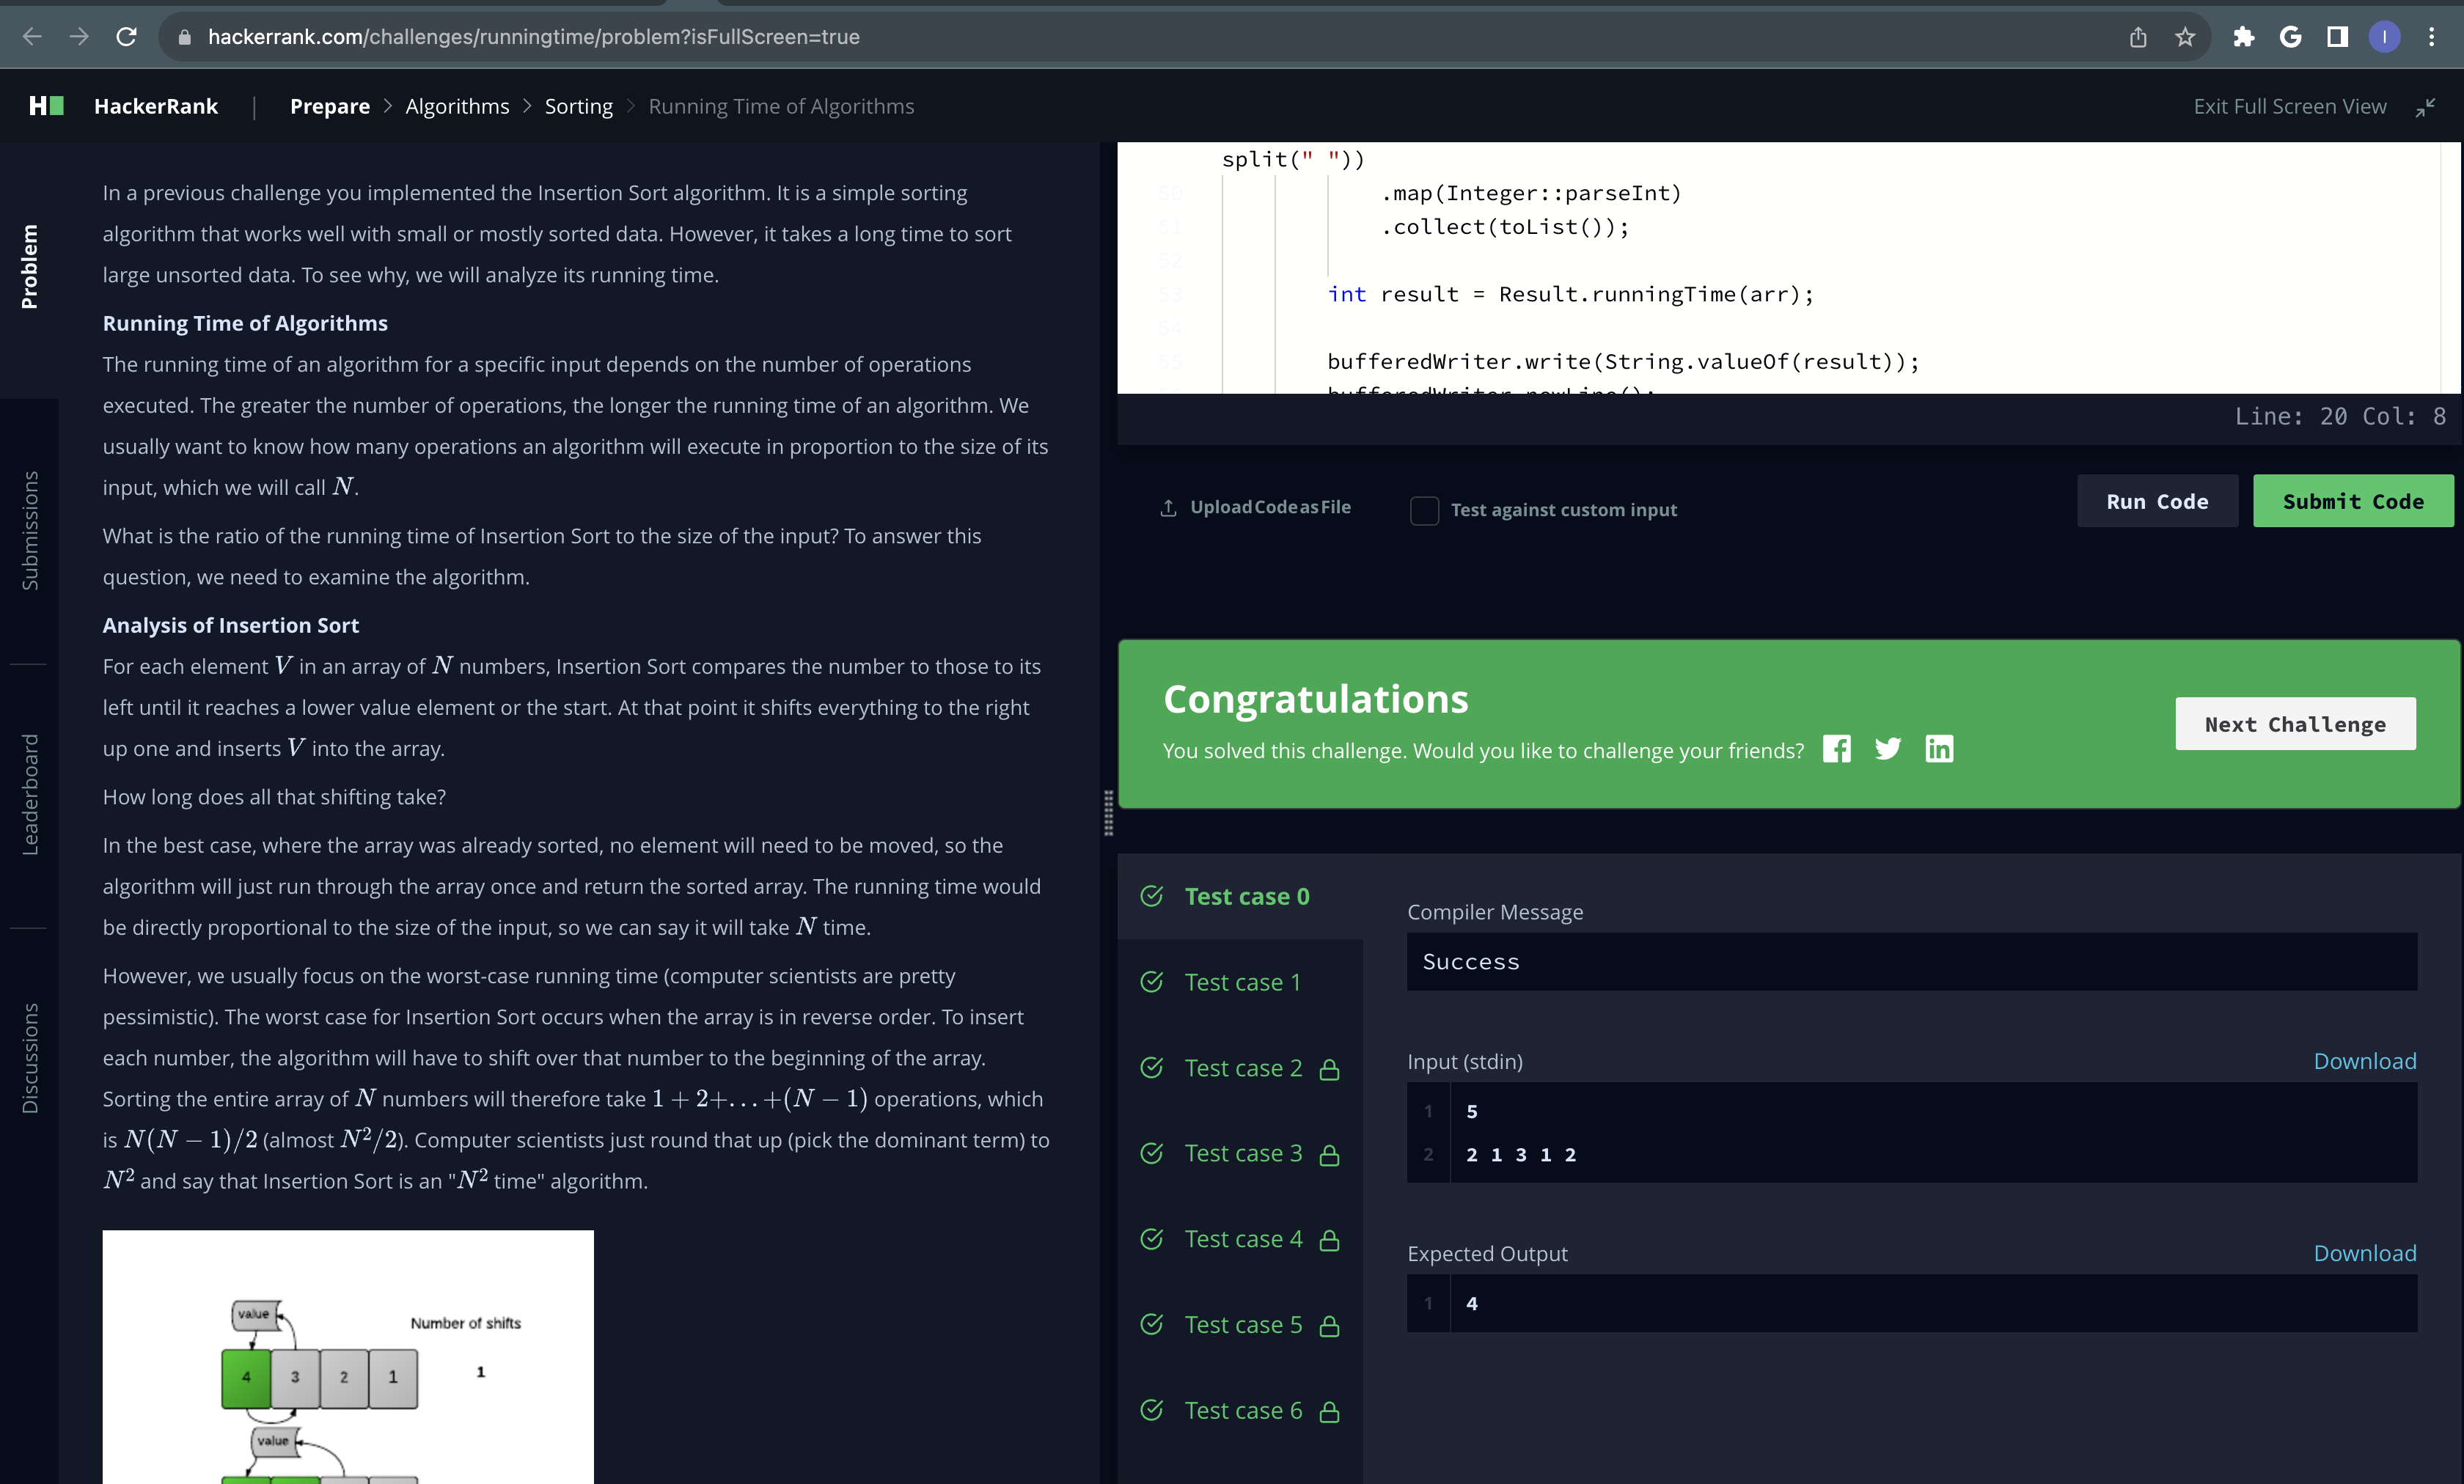 hackerrank.com/challenges/runningtime/problem?isFullScreen=true
I
H
HackerRank | Prepare > Algorithms > Sorting > Running Time of Algorithms
Exit Full Screen View
Problem
Submissions
Leaderboard
Discussions
In a previous challenge you implemented the Insertion Sort algorithm. It is a simple sorting
algorithm that works well with small or mostly sorted data. However, it takes a long time to sort
large unsorted data. To see why, we will analyze its running time.
Running Time of Algorithms
The running time of an algorithm for a specific input depends on the number of operations
executed. The greater the number of operations, the longer the running time of an algorithm. We
usually want to know how many operations an algorithm will execute in proportion to the size of its
input, which we will call N.
What is the ratio of the running time of Insertion Sort to the size of the input? To answer this
question, we need to examine the algorithm.
Analysis of Insertion Sort
For each element V in an array of N numbers, Insertion Sort compares the number to those to its
left until it reaches a lower value element or the start. At that point it shifts everything to the right
up one and inserts V into the array.
How long does all that shifting take?
In the best case, where the array was already sorted, no element will need to be moved, so the
algorithm will just run through the array once and return the sorted array. The running time would
be directly proportional to the size of the input, so we can say it will take N time.
However, we usually focus on the worst-case running time (computer scientists are pretty
pessimistic). The worst case for Insertion Sort occurs when the array is in reverse order. To insert
each number, the algorithm will have to shift over that number to the beginning of the array.
Sorting the entire array of N numbers will therefore take 1 + 2+...+(N − 1) operations, which
is N(N − 1)/2 (almost N²/2). Computer scientists just round that up (pick the dominant term) to
N² and say that Insertion Sort is an "N² time" algorithm.
value
Number of shifts
4 3 2 1
1
value
split(" "))
50 .map(Integer::parseInt)
51 .collect(toList());
52
53 int result = Result.runningTime(arr);
54
55 bufferedWriter.write(String.valueOf(result));
bufferedWriter.newLine();
Line: 20 Col: 8
Upload Code as File
Test against custom input
Run Code
Submit Code
Congratulations
You solved this challenge. Would you like to challenge your friends?
Next Challenge
Test case 0
Test case 1
Test case 2
Test case 3
Test case 4
Test case 5
Test case 6
Compiler Message
Success
Input (stdin)
Download
1 5
2 2 1 3 1 2
Expected Output
Download
1 4